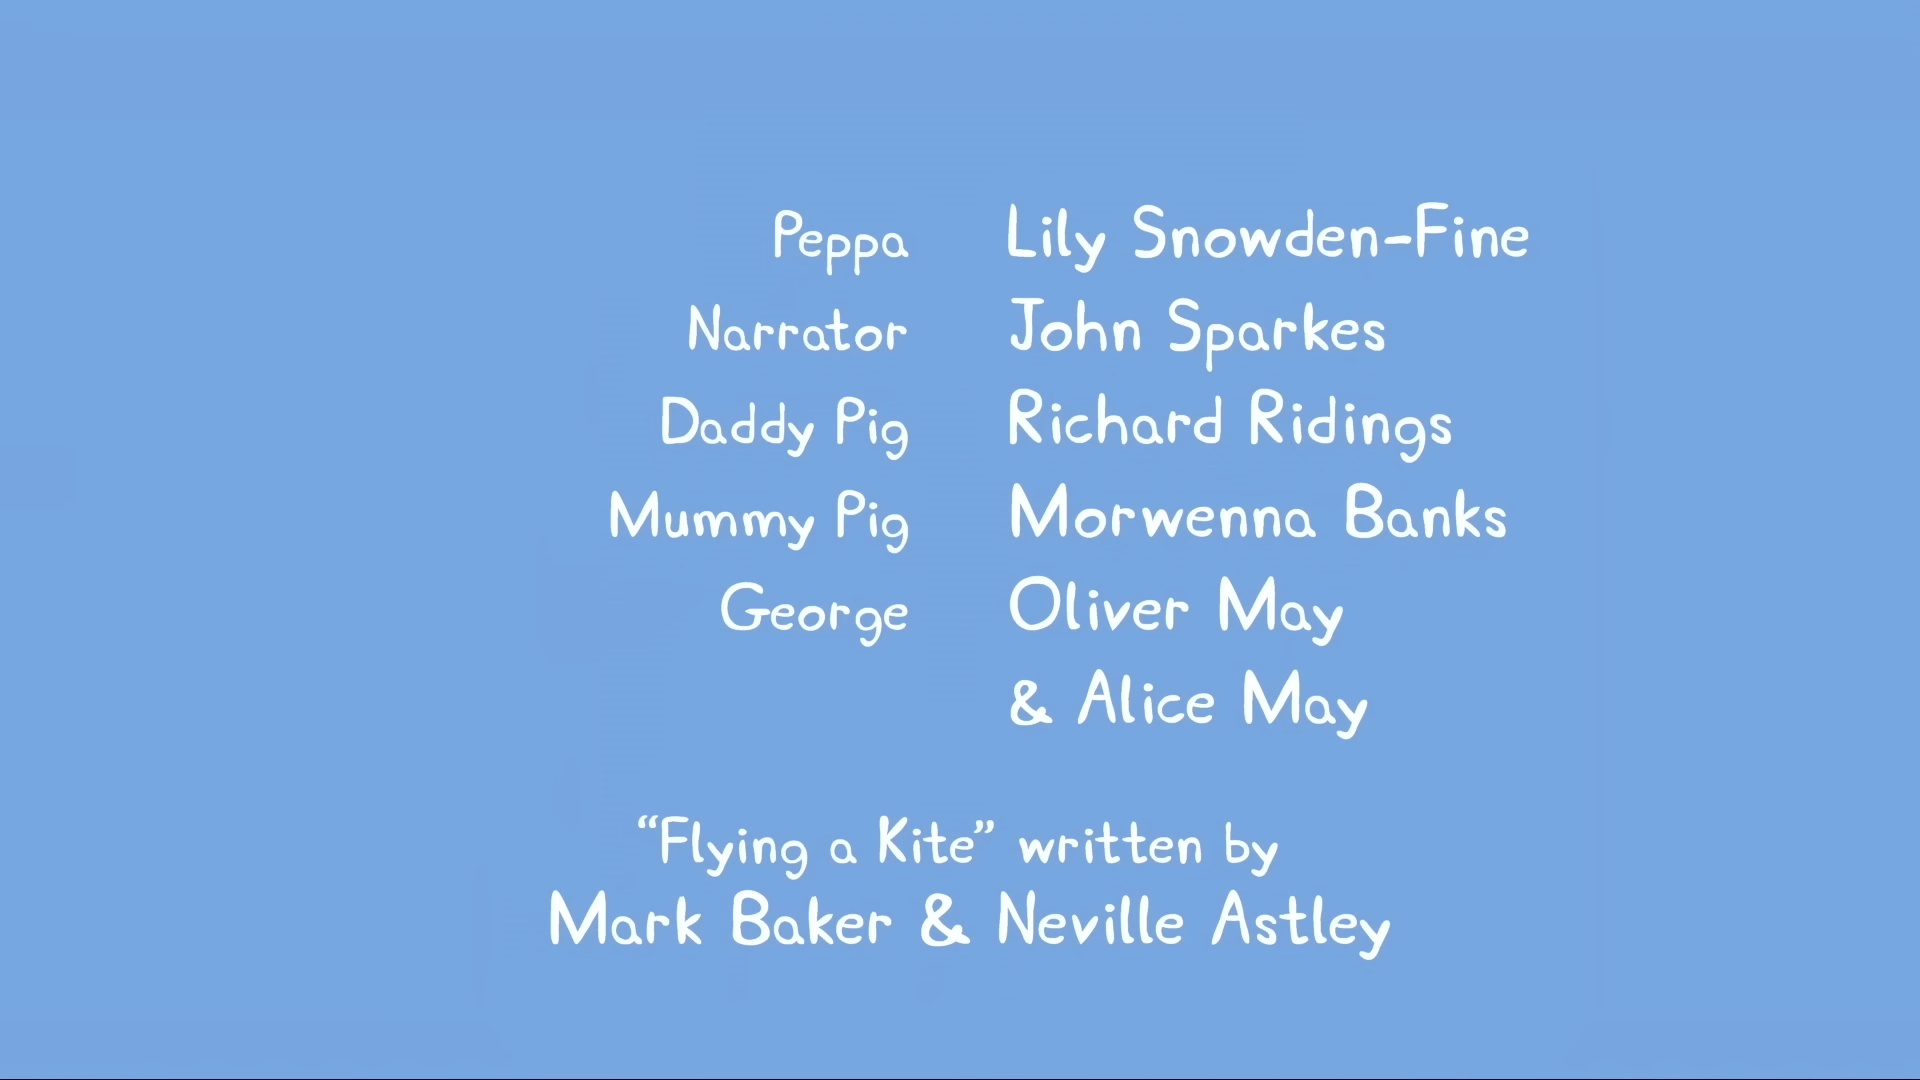 Peppa Lily Snowden-Fine
Narrator John Sparkes
Daddy Pig Richard Ridings
Mummy Pig Morwenna Banks
George Oliver May
& Alice May
“Flying a Kite” written by
Mark Baker & Neville Astley